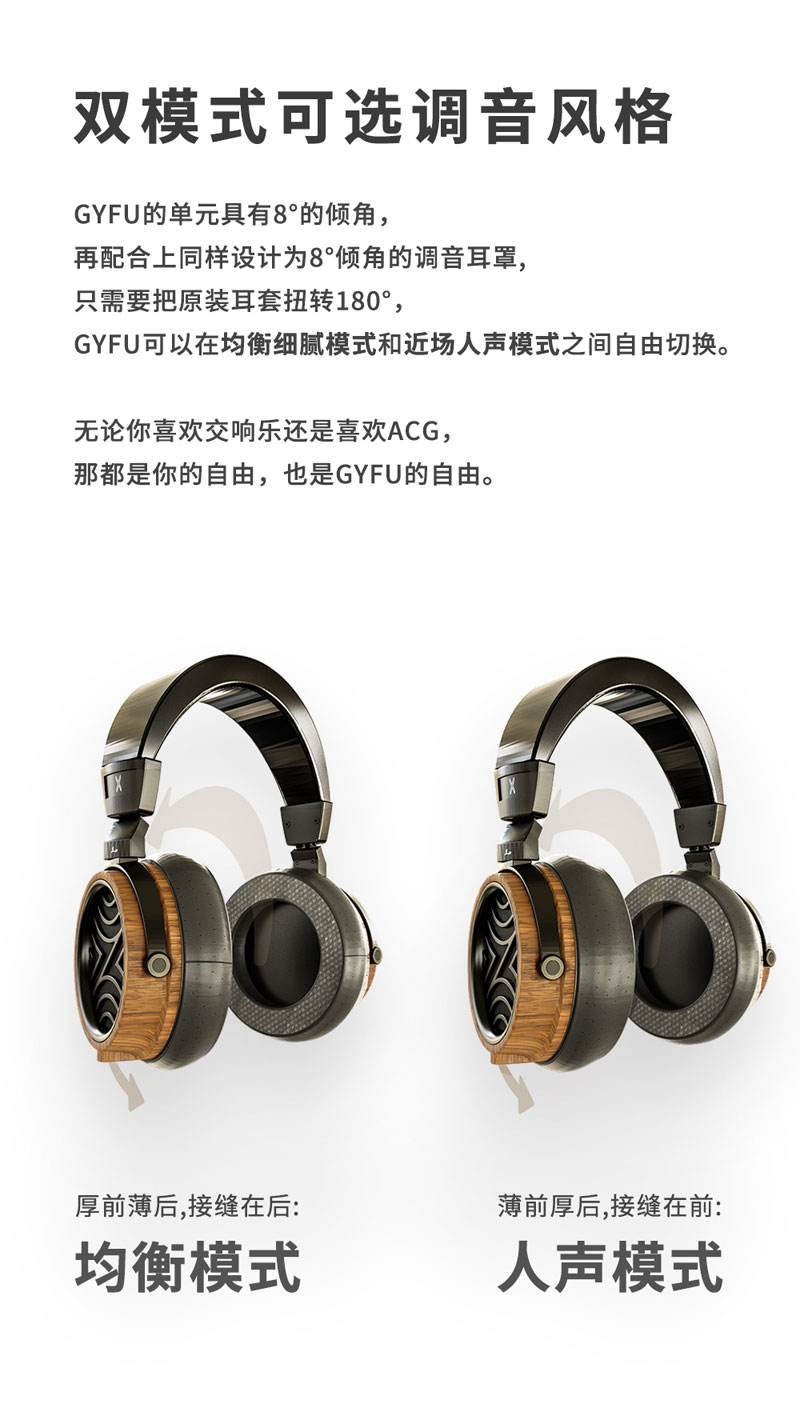 双模式可选调音风格
GYFU的单元具有8°的倾角，
再配合上同样设计为8°倾角的调音耳罩，
只需要把原装耳套扭转180°，
GYFU可以在均衡细腻模式和近场人声模式之间自由切换。
无论你喜欢交响乐还是喜欢ACG，
那都是你的自由，也是GYFU的自由。
厚前薄后,接缝在后:
均衡模式
薄前厚后,接缝在前:
人声模式